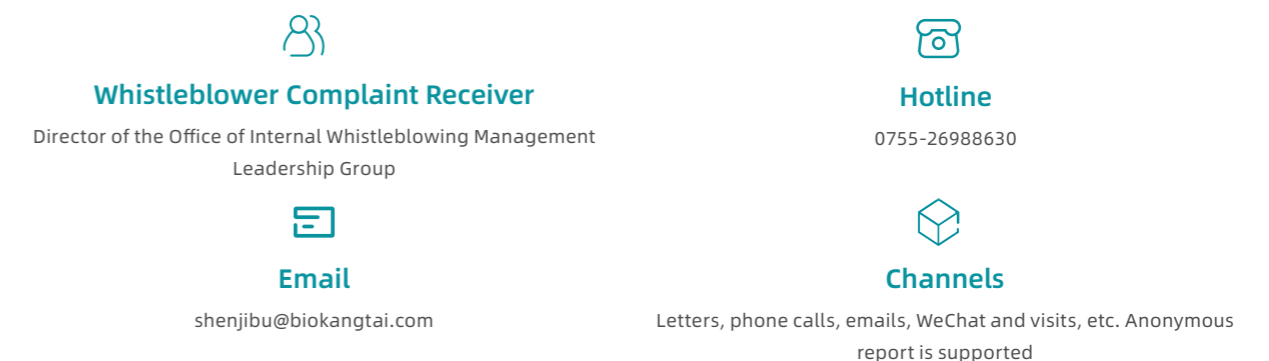 Whistleblower Complaint Receiver
Director of the Office of Internal Whistleblowing Management
Leadership Group
Hotline
0755-26988630
Email
shenjibu@biokangtai.com
Channels
Letters, phone calls, emails, WeChat and visits, etc. Anonymous
report is supported